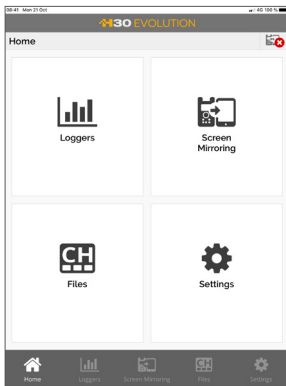 08:41 Mon 21 Oct 4G 100 %
H30 EVOLUTION
Home
Loggers
Screen
Mirroring
CH
Files
Settings
Home Loggers Screen Mirroring Files Settings